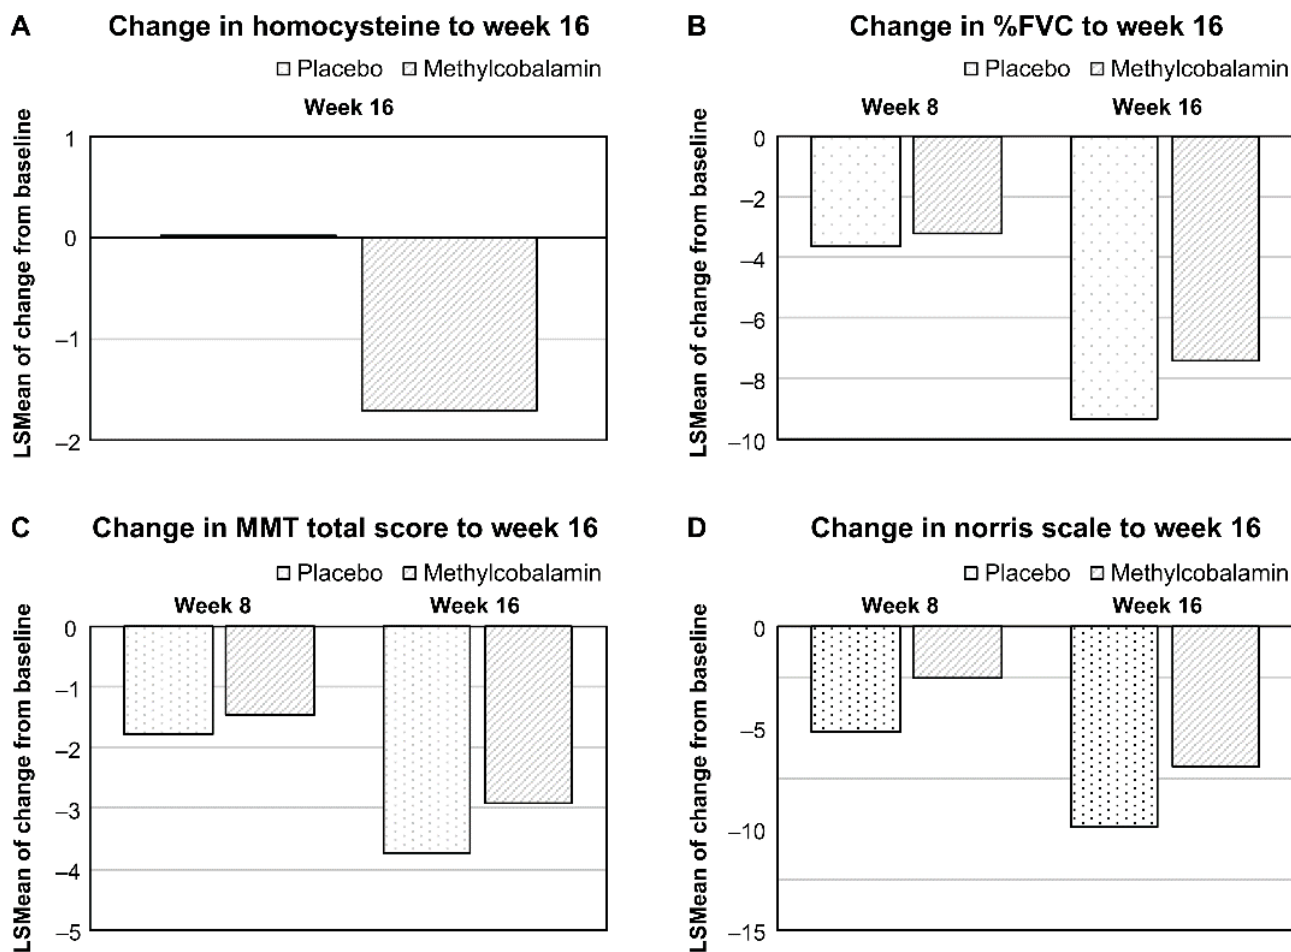 A Change in homocysteine to week 16
Placebo Methylcobalamin
Week 16
LSMean of change from baseline
1
0
–1
–2
B Change in %FVC to week 16
Placebo Methylcobalamin
Week 8 Week 16
LSMean of change from baseline
0
–2
–4
–6
–8
–10
C Change in MMT total score to week 16
Placebo Methylcobalamin
Week 8 Week 16
LSMean of change from baseline
0
–1
–2
–3
–4
–5
D Change in norris scale to week 16
Placebo Methylcobalamin
Week 8 Week 16
LSMean of change from baseline
0
–5
–10
–15